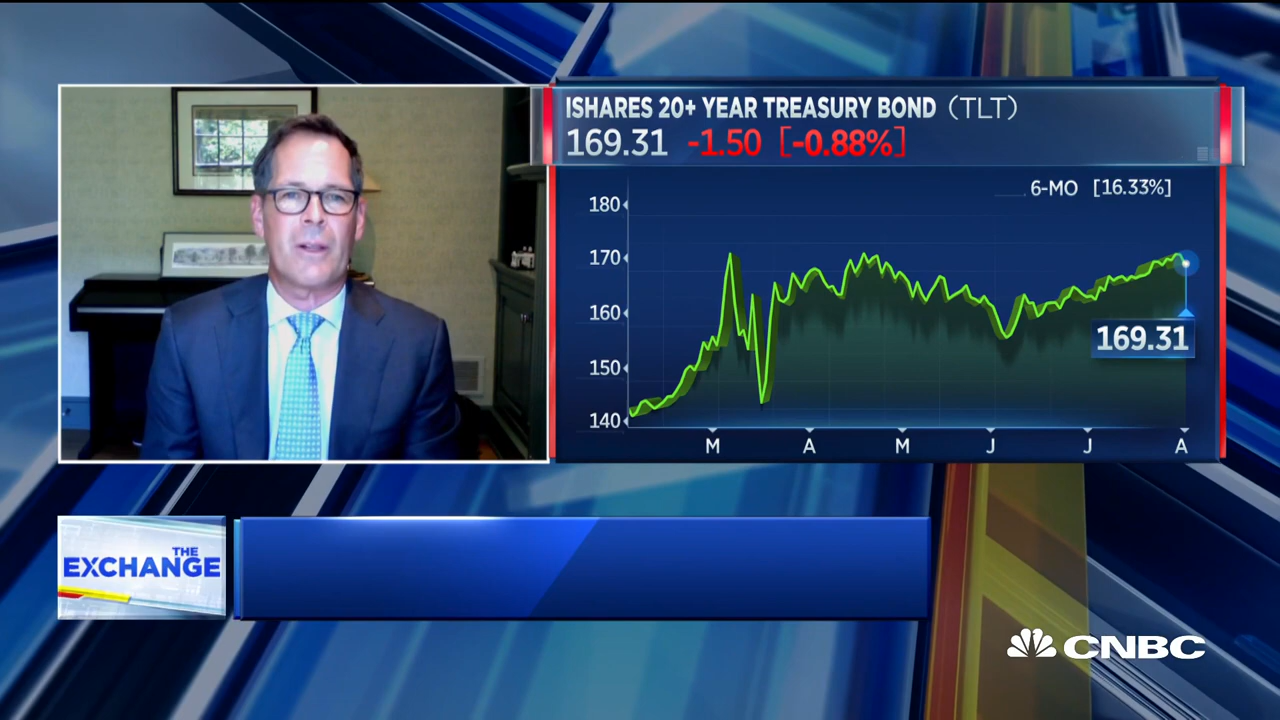 ISHARES 20+ YEAR TREASURY BOND (TLT)
169.31 -1.50 [-0.88%]
6-MO [16.33%]
180
170
160
150
140
169.31
M A M J J A
THE
EXCHANGE
CNBC